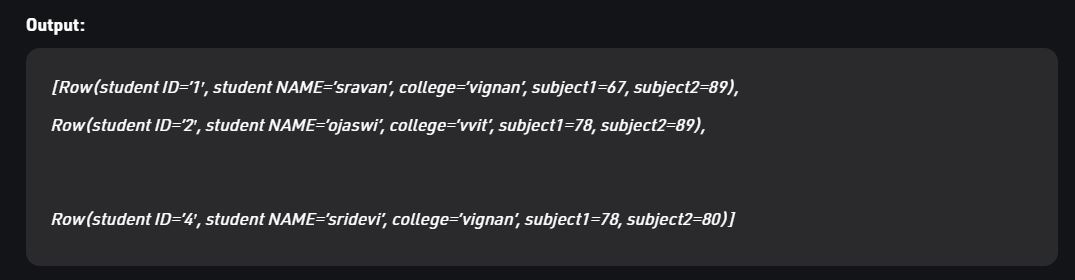 Output:
[Row(student ID='1', student NAME='sravan', college='vignan', subject1=67, subject2=89),
Row(student ID='2', student NAME='ojaswi', college='vvit', subject1=78, subject2=89),
Row(student ID='4', student NAME='sridevi', college='vignan', subject1=78, subject2=80)]